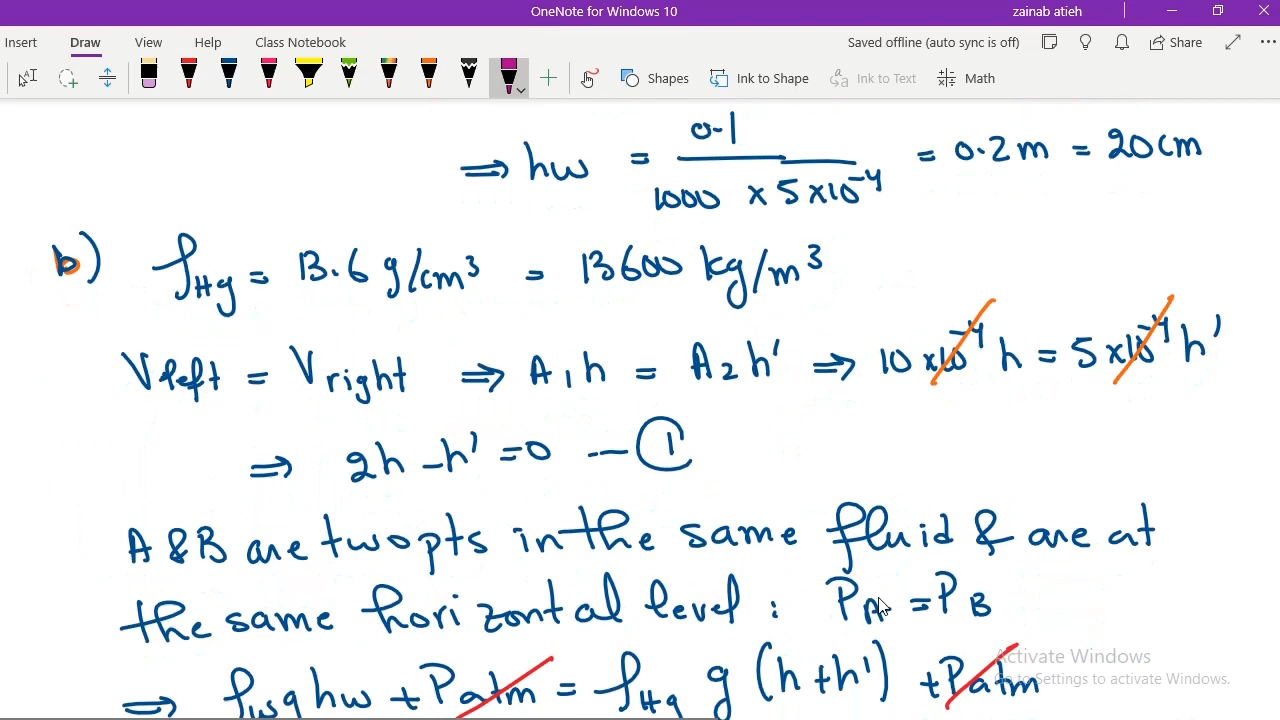 OneNote for Windows 10
zainab atieh
Insert Draw View Help Class Notebook
Saved offline (auto sync is off) Share
Shapes Ink to Shape Ink to Text Math
⟹ hw = 0.1 / 1000 × 5×10⁻⁴ = 0.2m = 20cm
b) ρHg = 13.6 g/cm³ = 13600 kg/m³
Vleft = Vright ⟹ A₁h = A₂h' ⟹ 10×10⁻⁴ h = 5×10⁻⁴ h'
⟹ 2h - h' = 0 --- ①
A & B are two pts in the same fluid & are at
the same horizontal level : PA = PB
⟹ ρw g hw + Patm = ρHg g (h + h') + Patm
Activate Windows
Go to Settings to activate Windows.